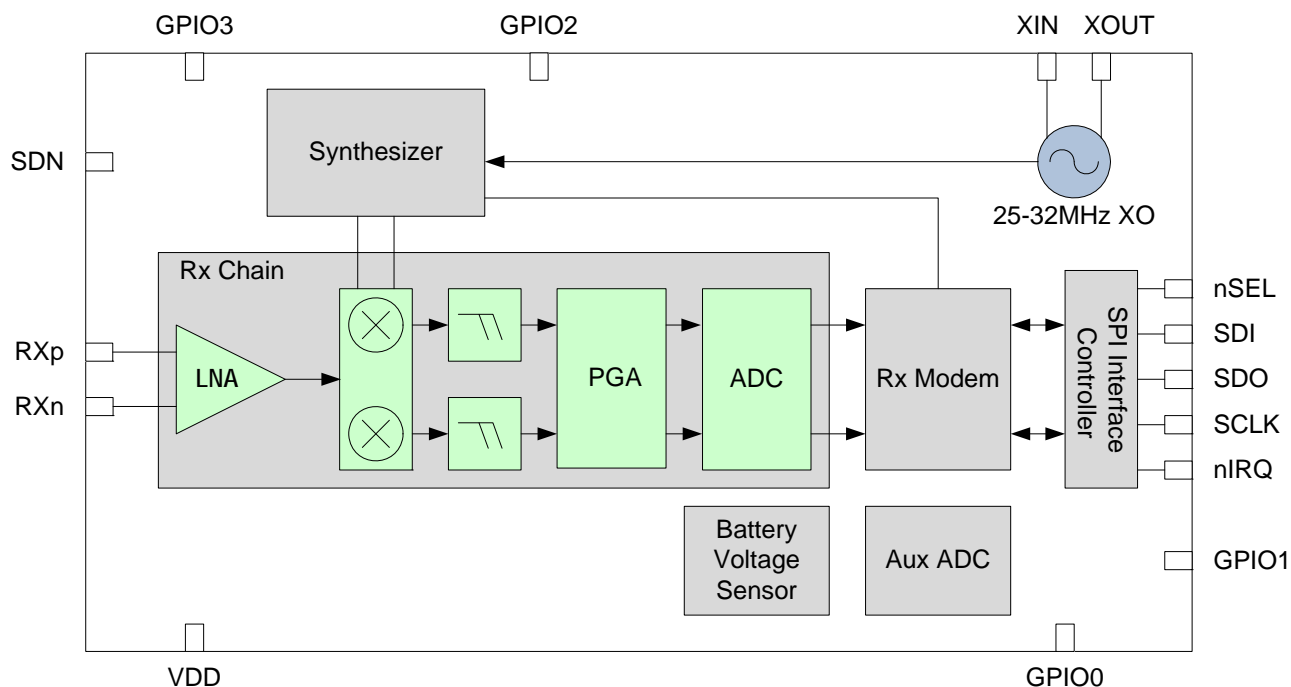 GPIO3
GPIO2
XIN
XOUT
Synthesizer
SDN
25-32MHz XO
Rx Chain
nSEL
SDI
SDO
SCLK
nIRQ
SPI Interface
Controller
RXp
RXn
LNA
PGA
ADC
Rx Modem
Battery
Voltage
Sensor
Aux ADC
GPIO1
VDD
GPIO0